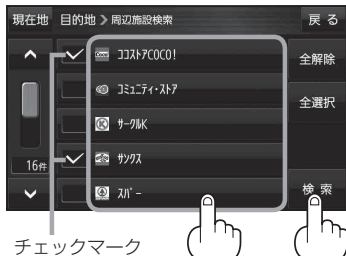 現在地 目的地 > 周辺施設検索 戻る
ｺｺｽﾄｱCOCO!
全解除
ｺﾐｭﾆﾃｨ･ｽﾄｱ
全選択
ｻｰｸﾙK
16件
ｻﾝｸｽ
ｽﾊﾟｰ
検索
チェックマーク